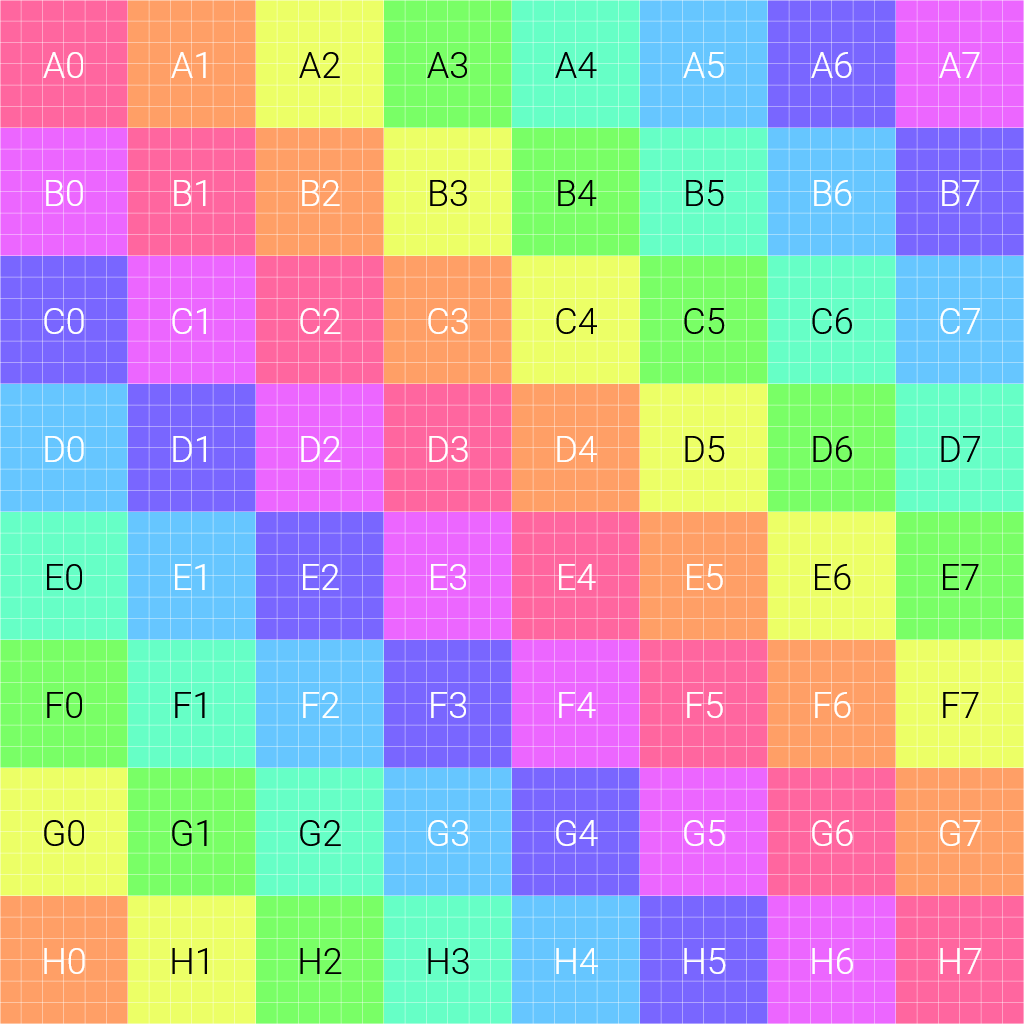 A0 A1 A2 A3 A4 A5 A6 A7
B0 B1 B2 B3 B4 B5 B6 B7
C0 C1 C2 C3 C4 C5 C6 C7
D0 D1 D2 D3 D4 D5 D6 D7
E0 E1 E2 E3 E4 E5 E6 E7
F0 F1 F2 F3 F4 F5 F6 F7
G0 G1 G2 G3 G4 G5 G6 G7
H0 H1 H2 H3 H4 H5 H6 H7